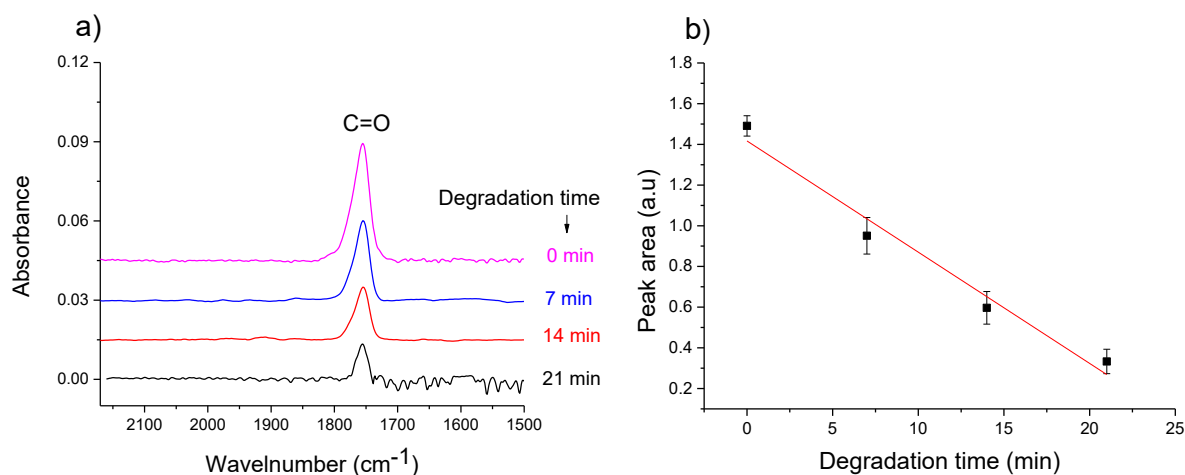 a)
0.12
0.09
0.06
0.03
0.00
Absorbance
C=O
Degradation time
0 min
7 min
14 min
21 min
2100 2000 1900 1800 1700 1600 1500
Wavelnumber (cm-1)
b)
1.8
1.6
1.4
1.2
1.0
0.8
0.6
0.4
0.2
Peak area (a.u)
0 5 10 15 20 25
Degradation time (min)